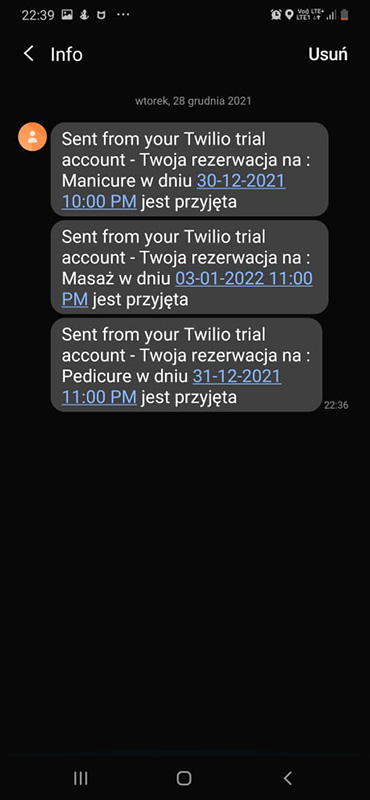 22:39
Vo)) LTE+
LTE1 ↓↑
Info
Usuń
wtorek, 28 grudnia 2021
Sent from your Twilio trial
account - Twoja rezerwacja na :
Manicure w dniu 30-12-2021
10:00 PM jest przyjęta
Sent from your Twilio trial
account - Twoja rezerwacja na :
Masaż w dniu 03-01-2022 11:00
PM jest przyjęta
Sent from your Twilio trial
account - Twoja rezerwacja na :
Pedicure w dniu 31-12-2021
11:00 PM jest przyjęta
22:36